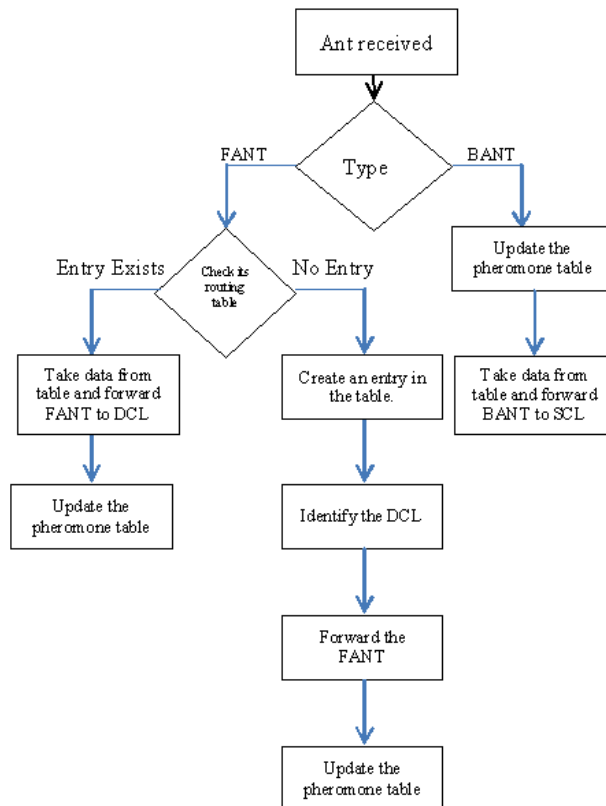 Ant received
FANT
BANT
Type
Update the
pheromone table
Entry Exists
Check its
routing
table
No Entry
Take data from
table and forward
FANT to DCL
Create an entry in
the table.
Take data from
table and forward
BANT to SCL
Update the
pheromone table
Identify the DCL
Forward the
FANT
Update the
pheromone table